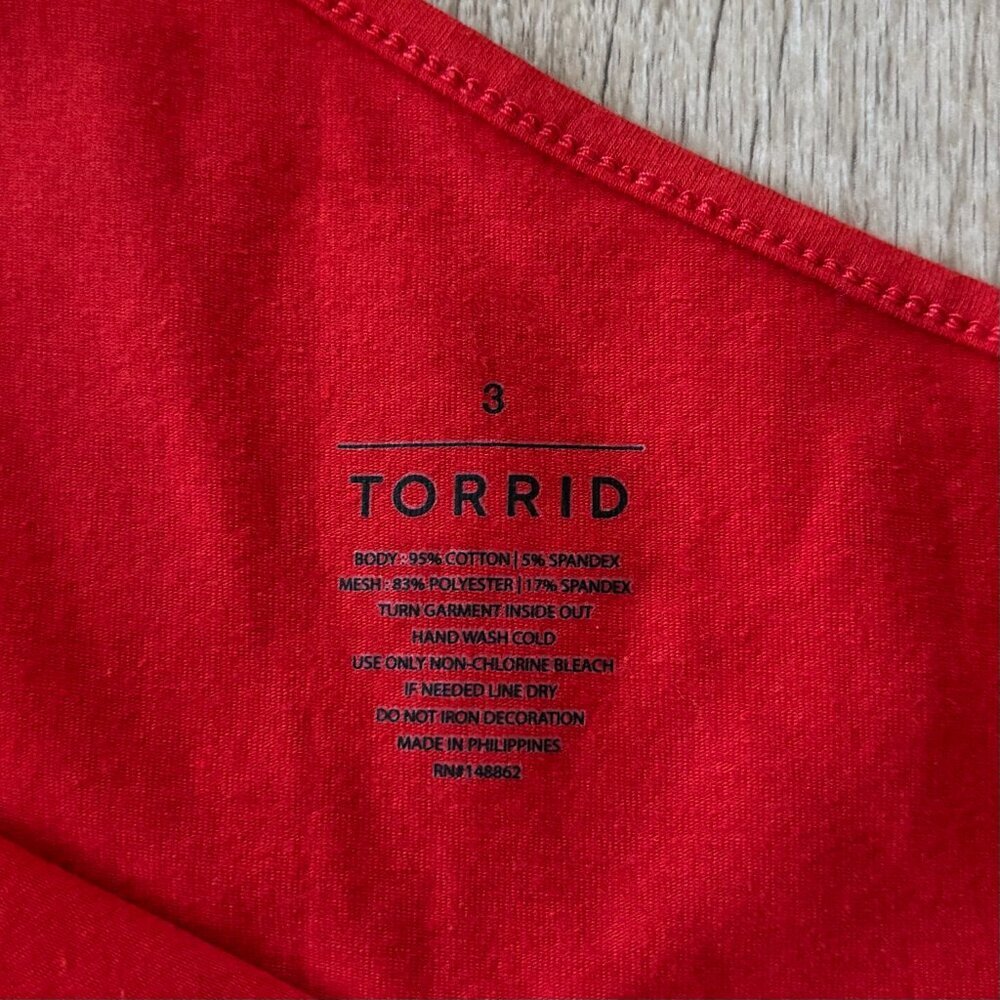 3
TORRID
BODY : 95% COTTON | 5% SPANDEX
MESH : 83% POLYESTER | 17% SPANDEX
TURN GARMENT INSIDE OUT
HAND WASH COLD
USE ONLY NON-CHLORINE BLEACH
IF NEEDED LINE DRY
DO NOT IRON DECORATION
MADE IN PHILIPPINES
RN#148862